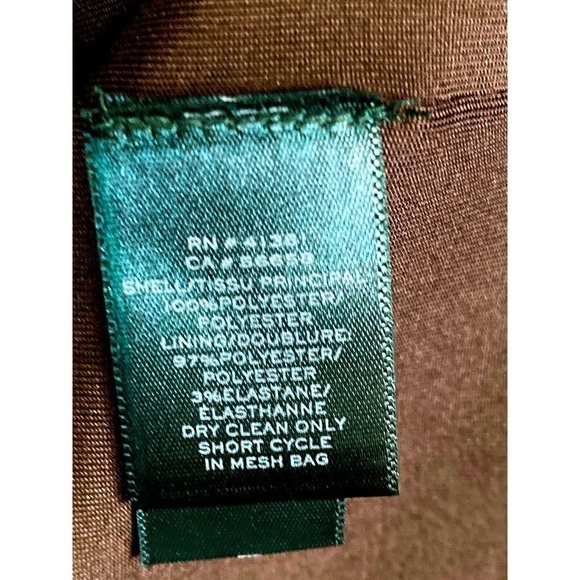 RN # 41381
CA #
SHELL/TISSU PRINCIPAL
100% POLYESTER/
POLYESTER
LINING/DOUBLURE:
97% POLYESTER/
POLYESTER
3% ELASTANE/
ÉLASTHANNE
DRY CLEAN ONLY
SHORT CYCLE
IN MESH BAG